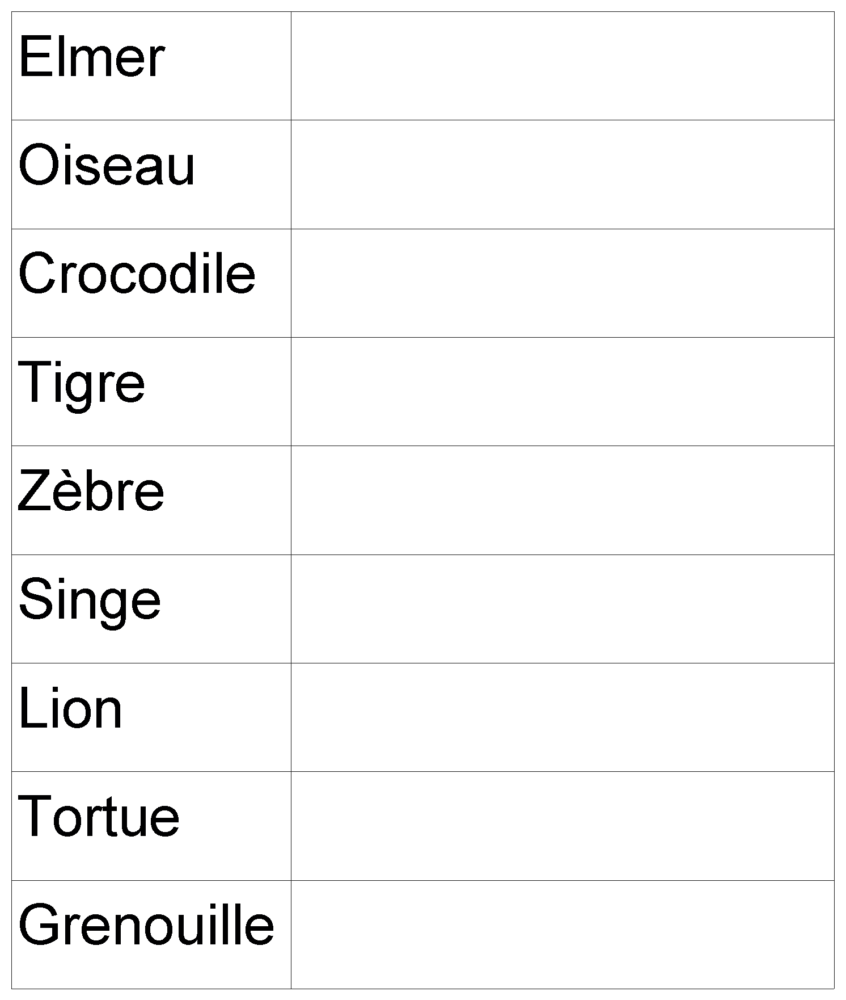 Elmer
Oiseau
Crocodile
Tigre
Zèbre
Singe
Lion
Tortue
Grenouille